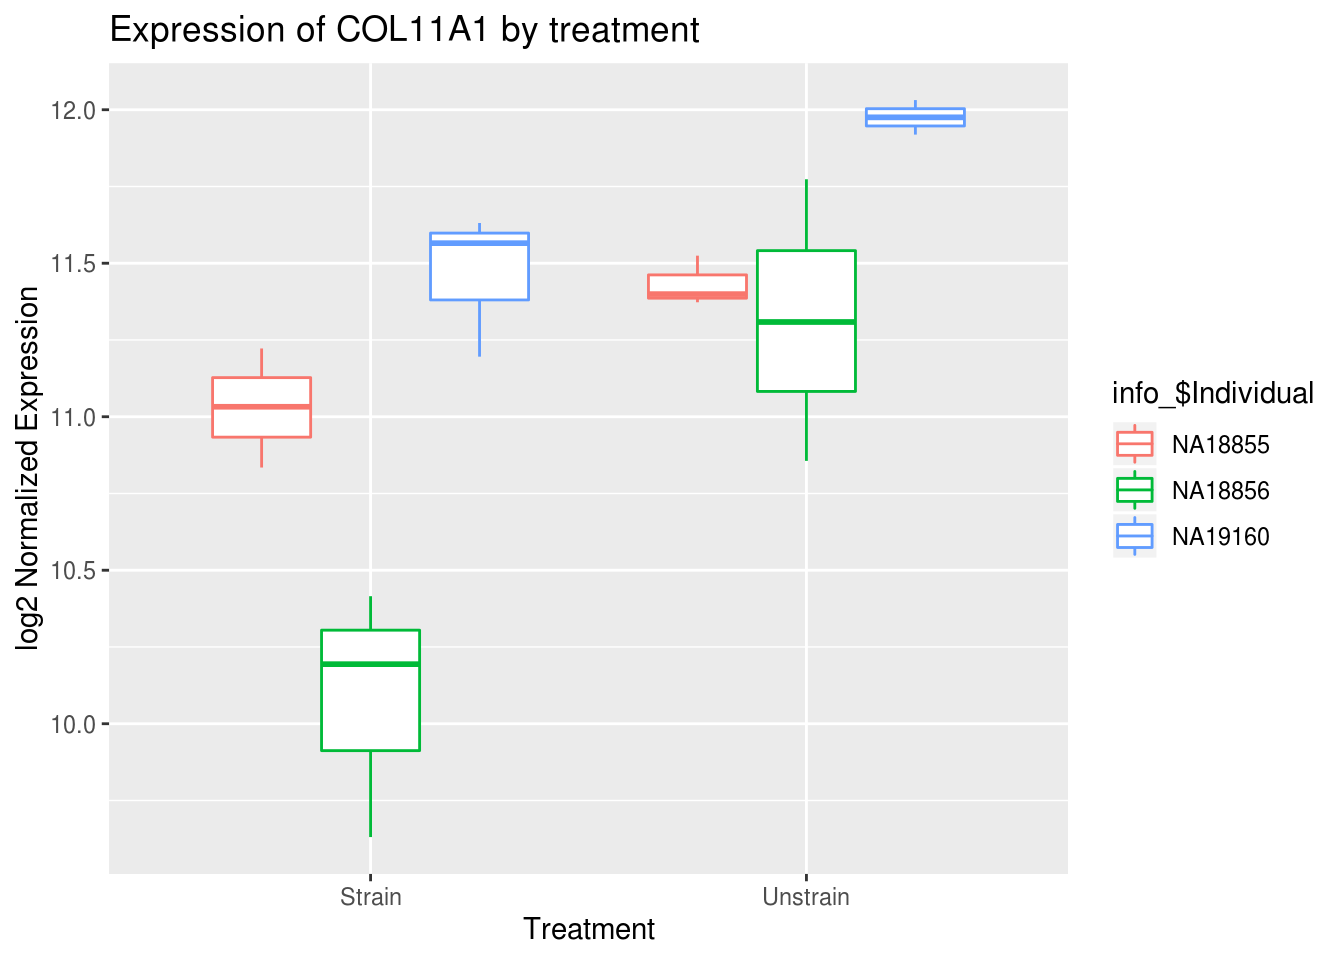 Expression of COL11A1 by treatment
12.0
11.5
11.0
10.5
10.0
log2 Normalized Expression
Strain
Unstrain
Treatment
info_$Individual
NA18855
NA18856
NA19160